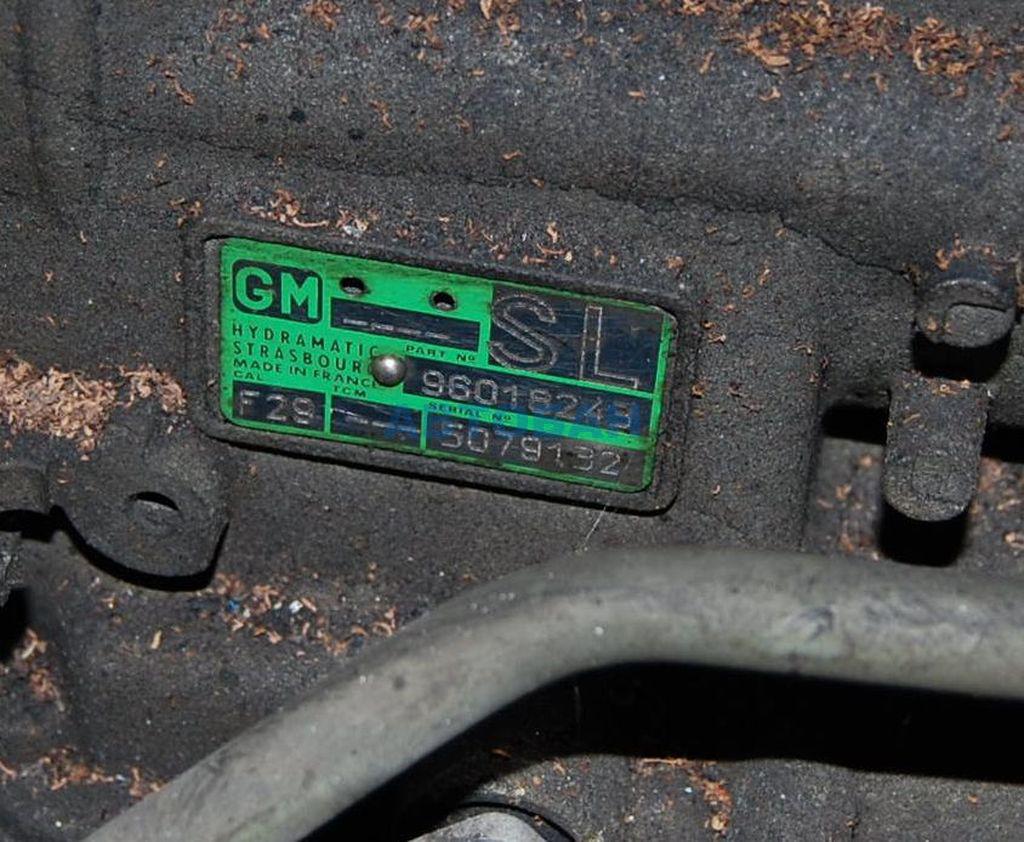 GM
SL
HYDRAMATIC
STRASBOURG
MADE IN FRANCE
PART Nº
96018249
CAL
TCM
SERIAL Nº
F29
5079132